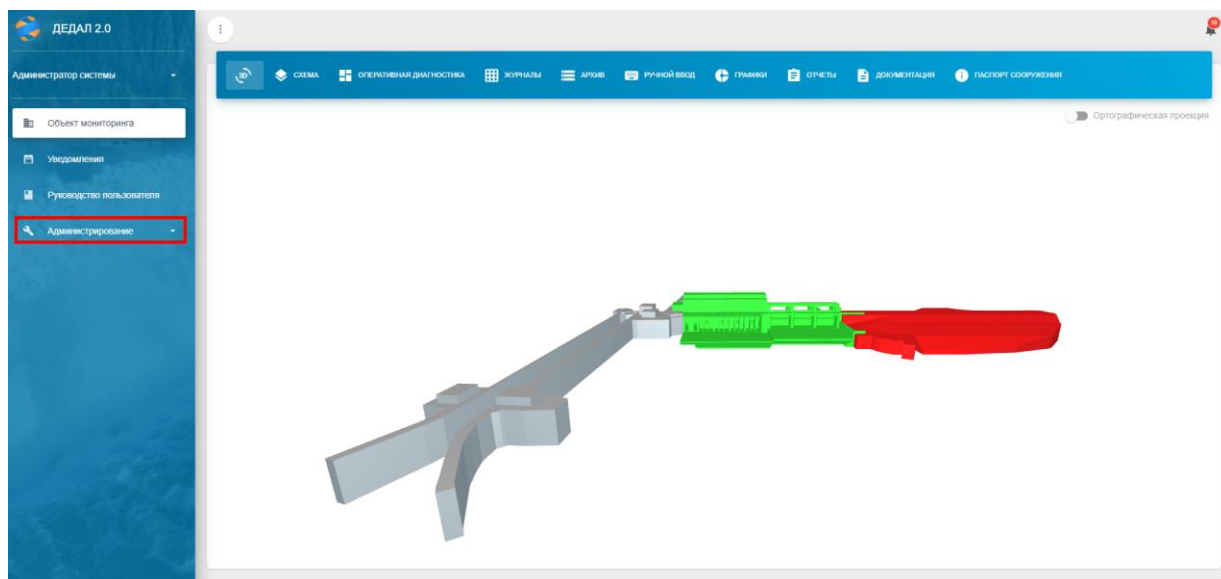 ДЕДАЛ 2.0
10
Администратор системы
3D
СХЕМА
ОПЕРАТИВНАЯ ДИАГНОСТИКА
ЖУРНАЛЫ
АРХИВ
РУЧНОЙ ВВОД
ГРАФИКИ
ОТЧЕТЫ
ДОКУМЕНТАЦИЯ
ПАСПОРТ СООРУЖЕНИЯ
Ортографическая проекция
Объект мониторинга
Уведомления
Руководство пользователя
Администрирование